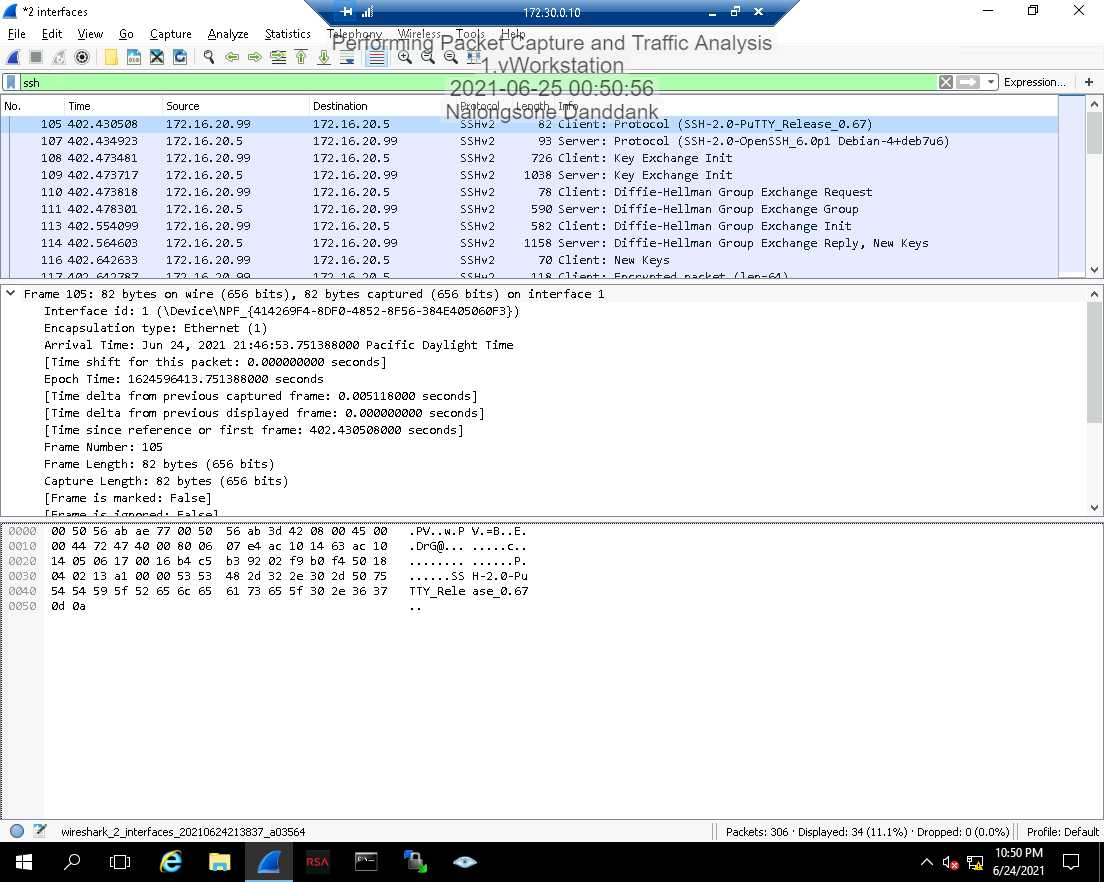 *2 interfaces
172.30.0.10
File Edit View Go Capture Analyze Statistics Telephony Wireless Tools Help
Performing Packet Capture and Traffic Analysis
1.vWorkstation
2021-06-25 00:50:56
Nalongsone Danddank
ssh
Expression...
+
No. Time Source Destination Protocol Length Info
105 402.430508 172.16.20.99 172.16.20.5 SSHv2 82 Client: Protocol (SSH-2.0-PuTTY_Release_0.67)
107 402.434923 172.16.20.5 172.16.20.99 SSHv2 93 Server: Protocol (SSH-2.0-OpenSSH_6.0p1 Debian-4+deb7u6)
108 402.473481 172.16.20.99 172.16.20.5 SSHv2 726 Client: Key Exchange Init
109 402.473717 172.16.20.5 172.16.20.99 SSHv2 1038 Server: Key Exchange Init
110 402.473818 172.16.20.99 172.16.20.5 SSHv2 78 Client: Diffie-Hellman Group Exchange Request
111 402.478301 172.16.20.5 172.16.20.99 SSHv2 590 Server: Diffie-Hellman Group Exchange Group
113 402.554099 172.16.20.99 172.16.20.5 SSHv2 582 Client: Diffie-Hellman Group Exchange Init
114 402.564603 172.16.20.5 172.16.20.99 SSHv2 1158 Server: Diffie-Hellman Group Exchange Reply, New Keys
116 402.642633 172.16.20.99 172.16.20.5 SSHv2 70 Client: New Keys
117 402.642787 172.16.20.99 172.16.20.5 SSHv2 118 Client: Encrypted packet (len=64)
Frame 105: 82 bytes on wire (656 bits), 82 bytes captured (656 bits) on interface 1
Interface id: 1 (\Device\NPF_{414269F4-8DF0-4852-8F56-384E405060F3})
Encapsulation type: Ethernet (1)
Arrival Time: Jun 24, 2021 21:46:53.751388000 Pacific Daylight Time
[Time shift for this packet: 0.000000000 seconds]
Epoch Time: 1624596413.751388000 seconds
[Time delta from previous captured frame: 0.005118000 seconds]
[Time delta from previous displayed frame: 0.000000000 seconds]
[Time since reference or first frame: 402.430508000 seconds]
Frame Number: 105
Frame Length: 82 bytes (656 bits)
Capture Length: 82 bytes (656 bits)
[Frame is marked: False]
[Frame is ignored: False]
0000 00 50 56 ab ae 77 00 50 56 ab 3d 42 08 00 45 00 .PV..w.P V.=B..E.
0010 00 44 72 47 40 00 80 06 07 e4 ac 10 14 63 ac 10 .DrG@... .....c..
0020 14 05 06 17 00 16 b4 c5 b3 92 02 f9 b0 f4 50 18 ........ ......P.
0030 04 02 13 a1 00 00 53 53 48 2d 32 2e 30 2d 50 75 ......SS H-2.0-Pu
0040 54 54 59 5f 52 65 6c 65 61 73 65 5f 30 2e 36 37 TTY_Rele ase_0.67
0050 0d 0a ..
wireshark_2_interfaces_20210624213837_a03564
Packets: 306 · Displayed: 34 (11.1%) · Dropped: 0 (0.0%)
Profile: Default
RSA
10:50 PM
6/24/2021